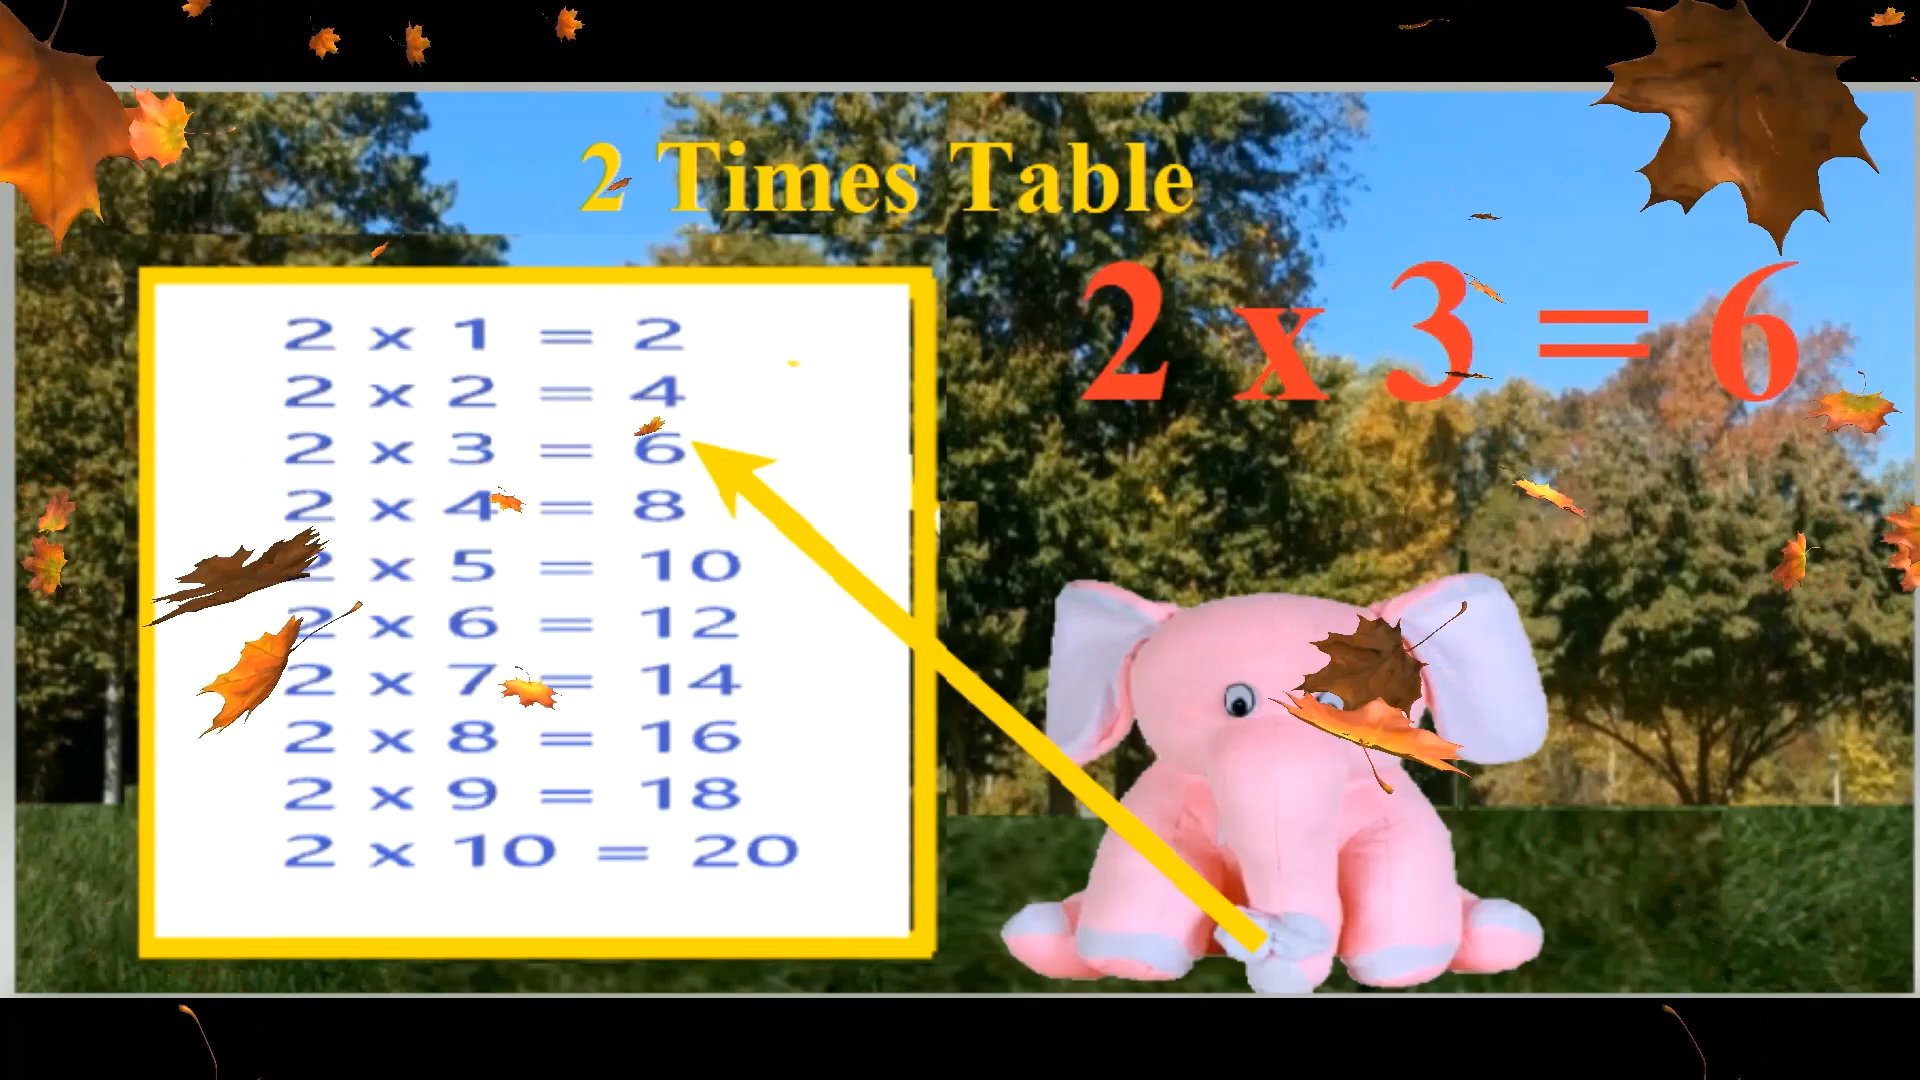 2 Times Table
2 x 3 = 6
2 x 1 = 2
2 x 2 = 4
2 x 3 = 6
2 x 4 = 8
2 x 5 = 10
2 x 6 = 12
2 x 7 = 14
2 x 8 = 16
2 x 9 = 18
2 x 10 = 20